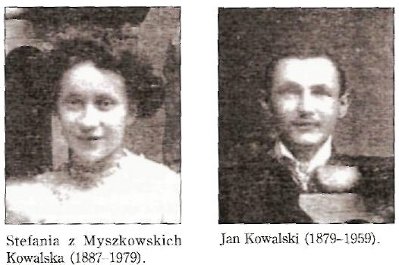 Stefania z Myszkowskich
Kowalska (1887-1979).
Jan Kowalski (1879-1959).